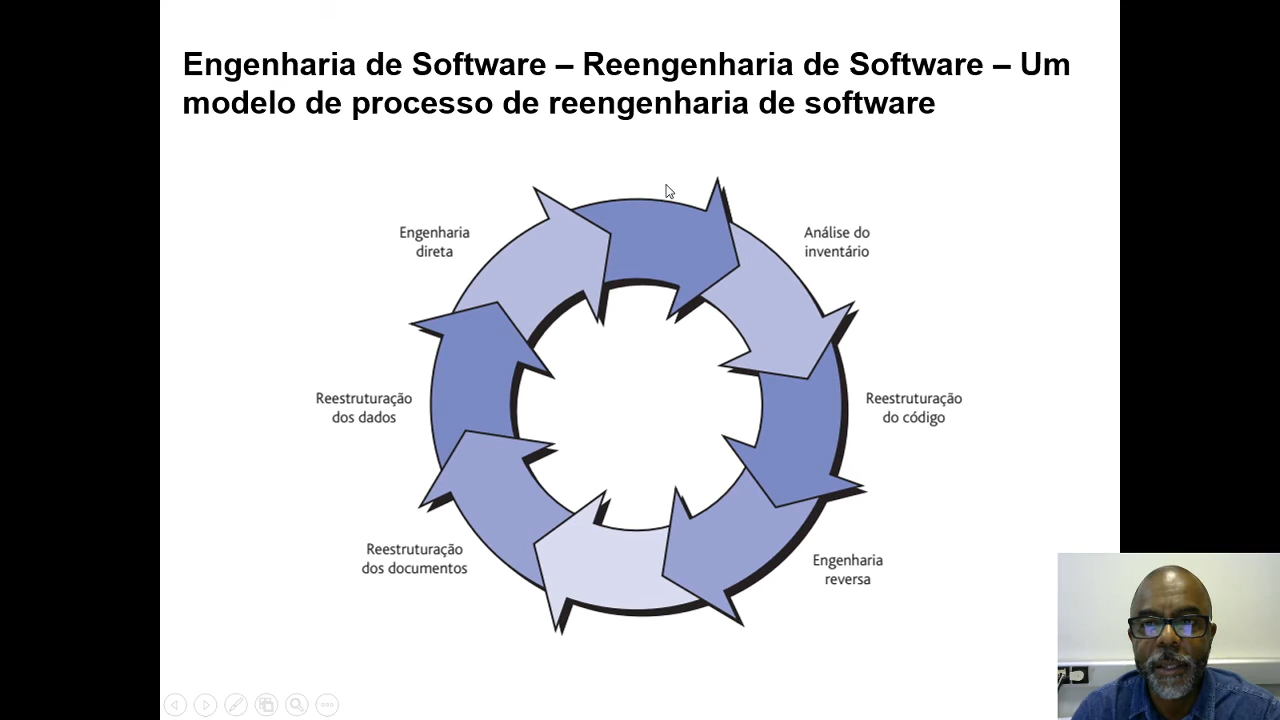 Engenharia de Software – Reengenharia de Software – Um
modelo de processo de reengenharia de software
Engenharia
direta
Análise do
inventário
Reestruturação
dos dados
Reestruturação
do código
Reestruturação
dos documentos
Engenharia
reversa